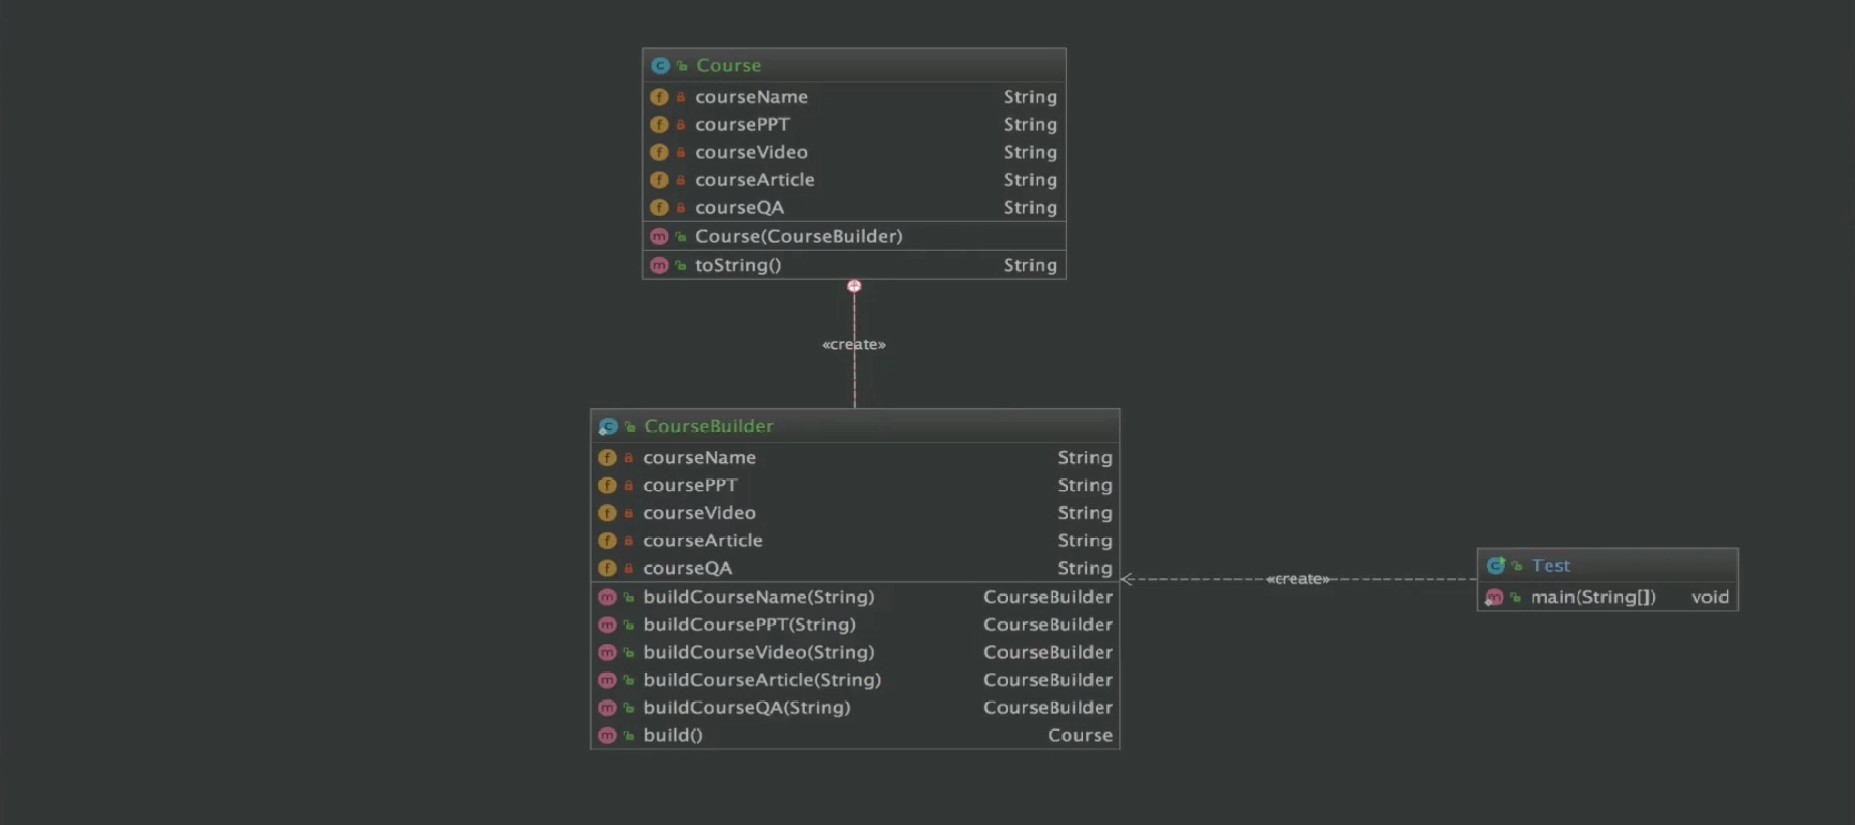 Course
courseName String
coursePPT String
courseVideo String
courseArticle String
courseQA String
Course(CourseBuilder)
toString() String
«create»
CourseBuilder
courseName String
coursePPT String
courseVideo String
courseArticle String
courseQA String
buildCourseName(String) CourseBuilder
buildCoursePPT(String) CourseBuilder
buildCourseVideo(String) CourseBuilder
buildCourseArticle(String) CourseBuilder
buildCourseQA(String) CourseBuilder
build() Course
«create»
Test
main(String[]) void